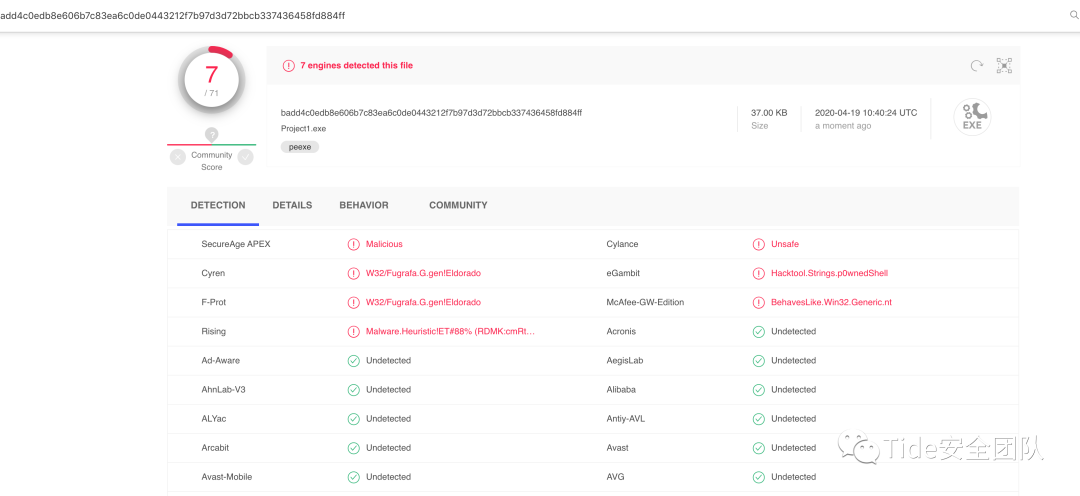 add4c0edb8e606b7c83ea6c0de0443212f7b97d3d72bbcb337436458fd884ff
7
/ 71
?
Community
Score
7 engines detected this file
badd4c0edb8e606b7c83ea6c0de0443212f7b97d3d72bbcb337436458fd884ff
Project1.exe
peexe
37.00 KB
Size
2020-04-19 10:40:24 UTC
a moment ago
EXE
DETECTION DETAILS BEHAVIOR COMMUNITY
SecureAge APEX Malicious Cylance Unsafe
Cyren W32/Fugrafa.G.gen!Eldorado eGambit Hacktool.Strings.p0wnedShell
F-Prot W32/Fugrafa.G.gen!Eldorado McAfee-GW-Edition BehavesLike.Win32.Generic.nt
Rising Malware.Heuristic!ET#88% (RDMK:cmRt… Acronis Undetected
Ad-Aware Undetected AegisLab Undetected
AhnLab-V3 Undetected Alibaba Undetected
ALYac Undetected Antiy-AVL Undetected
Arcabit Undetected Avast Undetected
Avast-Mobile Undetected AVG Undetected
Tide安全团队